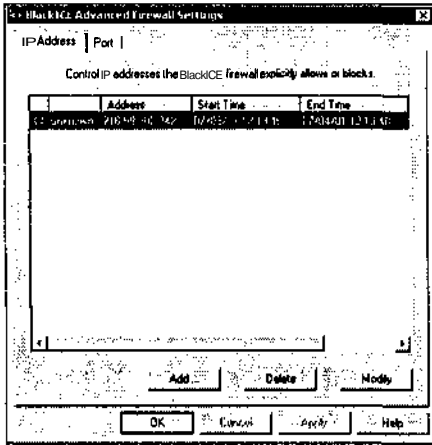 BlackICE Advanced Firewall Settings
IP Address Port
Control IP addresses the BlackICE firewall explicitly allows or blocks.
Address Start Time End Time
unknown
Add... Delete Modify
OK Cancel Apply Help